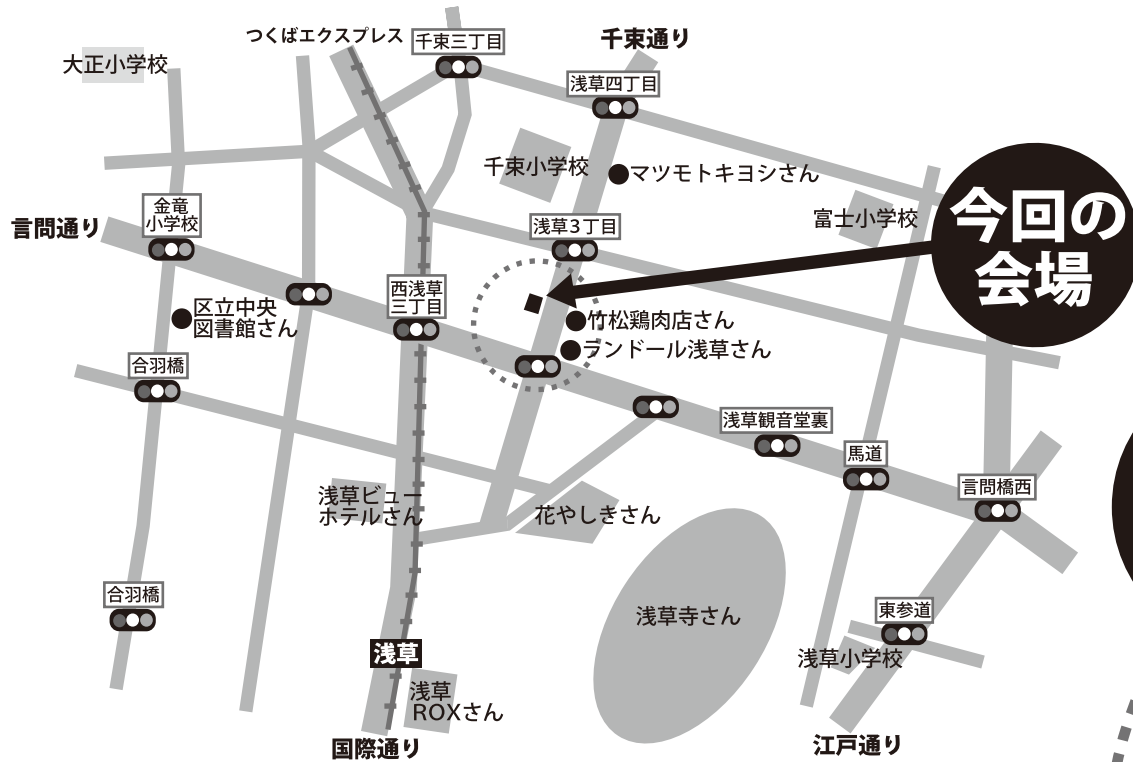 つくばエクスプレス
千束三丁目
千束通り
大正小学校
浅草四丁目
千束小学校
マツモトキヨシさん
今回の
会場
金竜
小学校
言問通り
浅草3丁目
富士小学校
西浅草
三丁目
区立中央
図書館さん
竹松鶏肉店さん
ランドール浅草さん
合羽橋
浅草観音堂裏
馬道
言問橋西
浅草ビュー
ホテルさん
花やしきさん
合羽橋
浅草寺さん
東参道
浅草小学校
浅草
浅草
ROXさん
国際通り
江戸通り